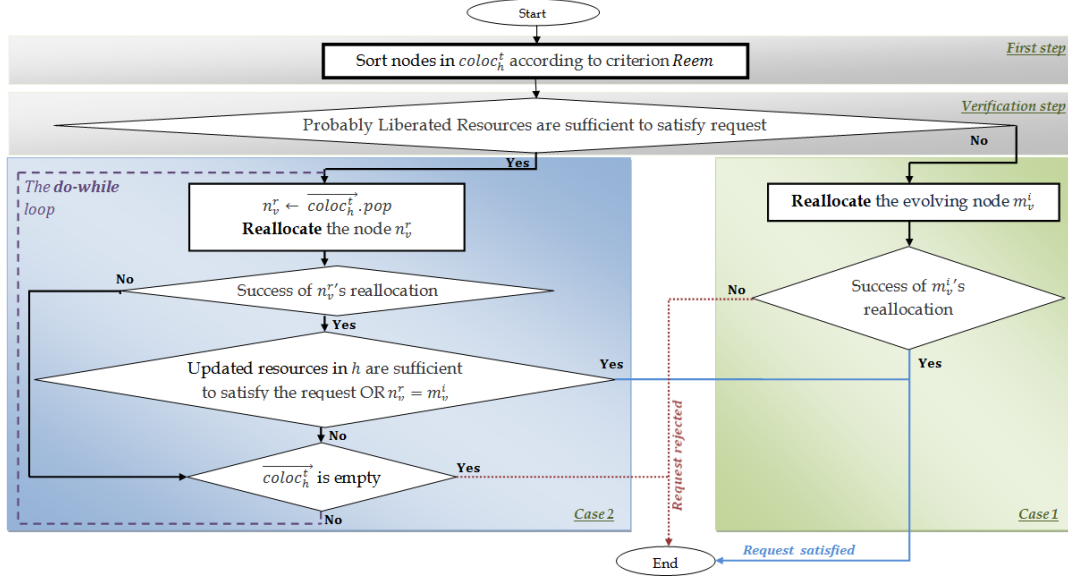 Start
First step
Sort nodes in coloc_h^t according to criterion Reem
Verification step
Probably Liberated Resources are sufficient to satisfy request
No
Yes
The do-while
loop
n_v^r ← \overrightarrow{coloc_h^t}.pop
Reallocate the node n_v^r
Reallocate the evolving node m_v^i
No
Success of n_v^r's reallocation
No
Success of m_v^i's
reallocation
Yes
Yes
Yes
Updated resources in h are sufficient
to satisfy the request OR n_v^r = m_v^i
No
\overrightarrow{coloc_h^t} is empty
Yes
Request rejected
No
Case 2
Case 1
End
Request satisfied